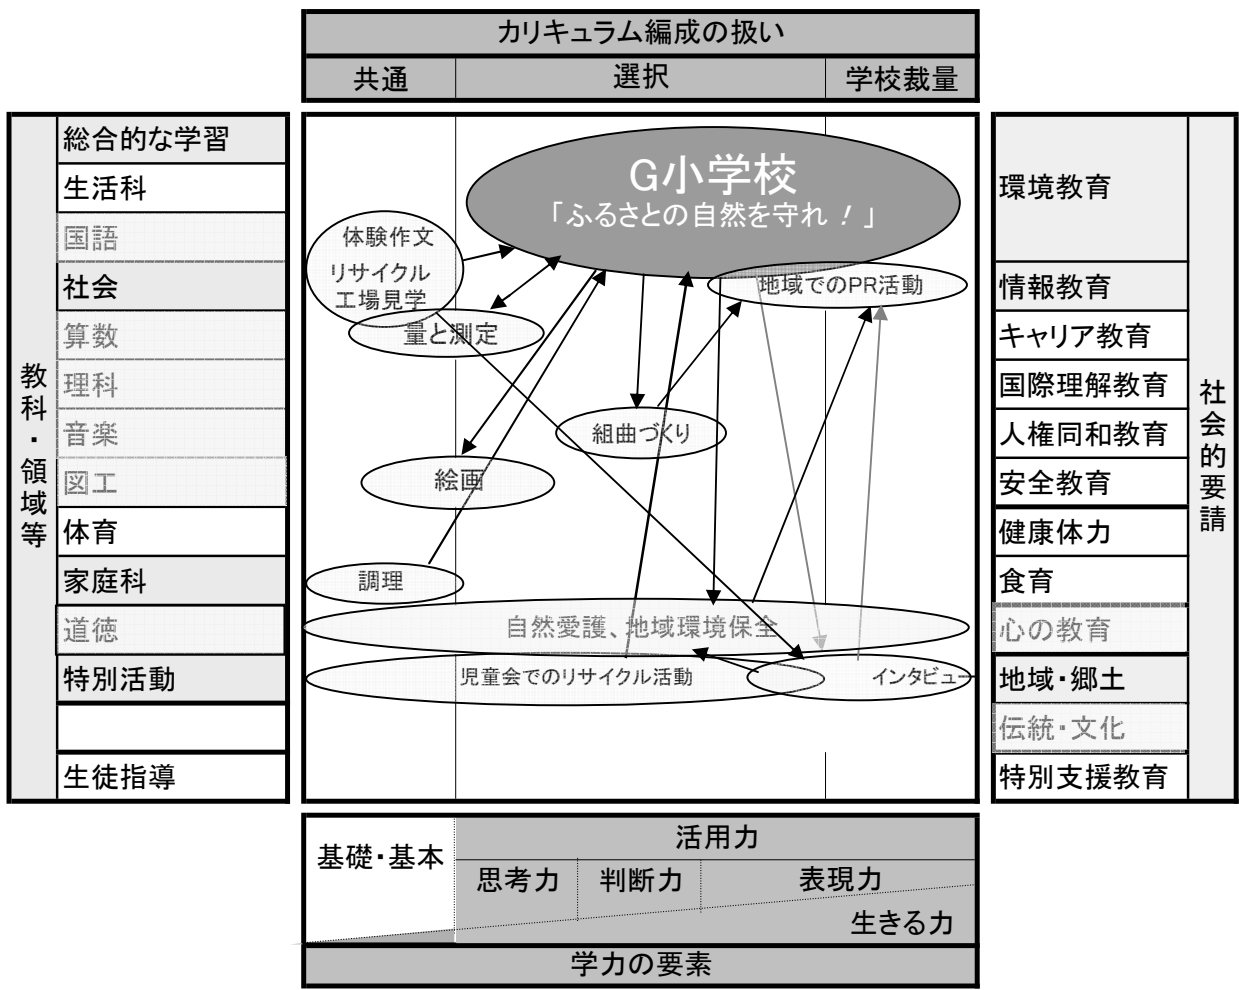 カリキュラム編成の扱い
共通
選択
学校裁量
教科・領域等
総合的な学習
生活科
国語
社会
算数
理科
音楽
図工
体育
家庭科
道徳
特別活動
生徒指導
G小学校
「ふるさとの自然を守れ！」
体験作文
リサイクル
工場見学
量と測定
地域でのPR活動
組曲づくり
絵画
調理
自然愛護、地域環境保全
児童会でのリサイクル活動
インタビュー
環境教育
情報教育
キャリア教育
国際理解教育
人権同和教育
安全教育
健康体力
食育
心の教育
地域・郷土
伝統・文化
特別支援教育
社会的要請
基礎・基本
活用力
思考力
判断力
表現力
生きる力
学力の要素